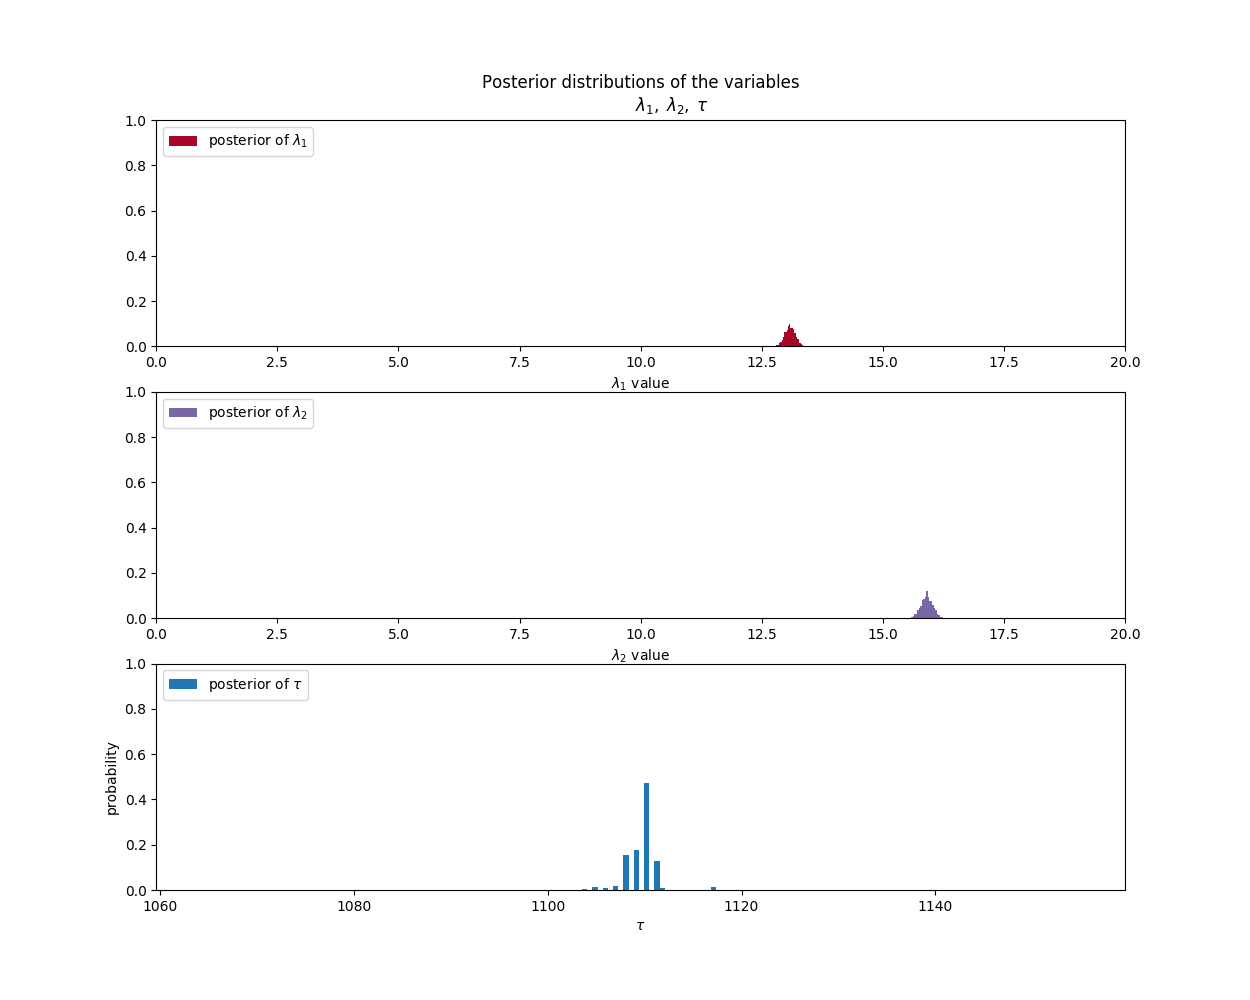 Posterior distributions of the variables
λ₁, λ₂, τ
1.0
posterior of λ₁
0.8
0.6
0.4
0.2
0.0
0.0 2.5 5.0 7.5 10.0 12.5 15.0 17.5 20.0
λ₁ value
1.0
posterior of λ₂
0.8
0.6
0.4
0.2
0.0
0.0 2.5 5.0 7.5 10.0 12.5 15.0 17.5 20.0
λ₂ value
1.0
posterior of τ
0.8
0.6
probability
0.4
0.2
0.0
1060 1080 1100 1120 1140
τ